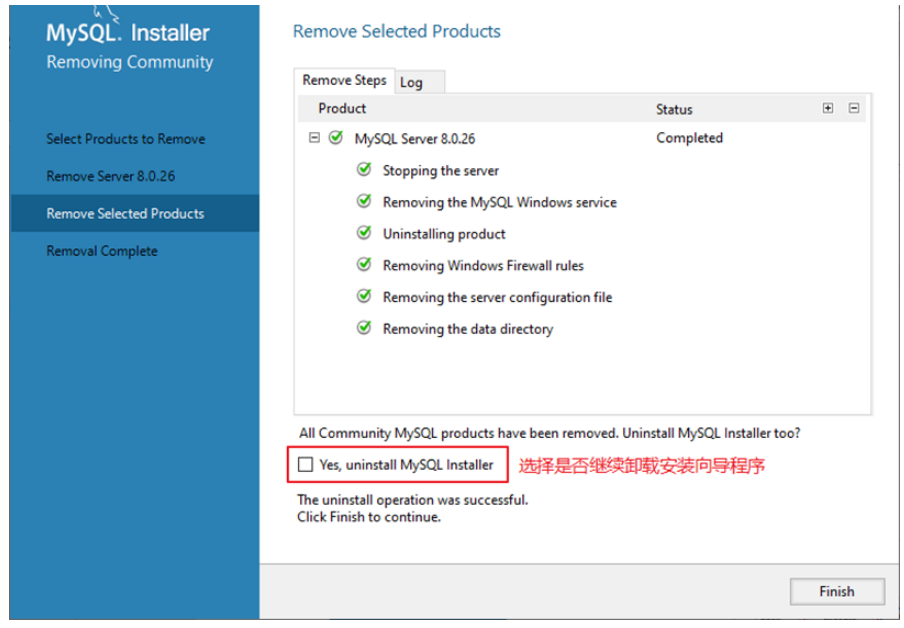 MySQL. Installer
Removing Community
Select Products to Remove
Remove Server 8.0.26
Remove Selected Products
Removal Complete
Remove Selected Products
Remove Steps Log
Product Status
MySQL Server 8.0.26 Completed
Stopping the server
Removing the MySQL Windows service
Uninstalling product
Removing Windows Firewall rules
Removing the server configuration file
Removing the data directory
All Community MySQL products have been removed. Uninstall MySQL Installer too?
Yes, uninstall MySQL Installer 选择是否继续卸载安装向导程序
The uninstall operation was successful.
Click Finish to continue.
Finish